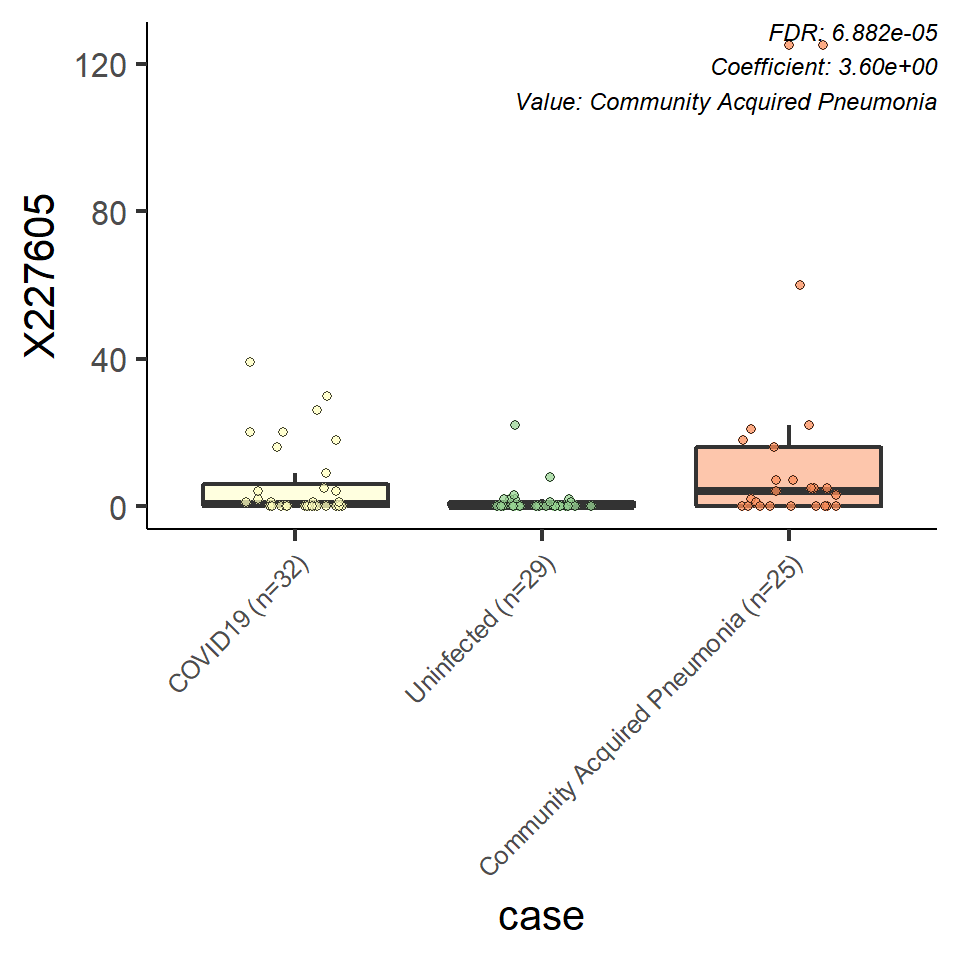 FDR: 6.882e-05
Coefficient: 3.60e+00
Value: Community Acquired Pneumonia
120
80
40
0
X227605
COVID19 (n=32)
Uninfected (n=29)
Community Acquired Pneumonia (n=25)
case